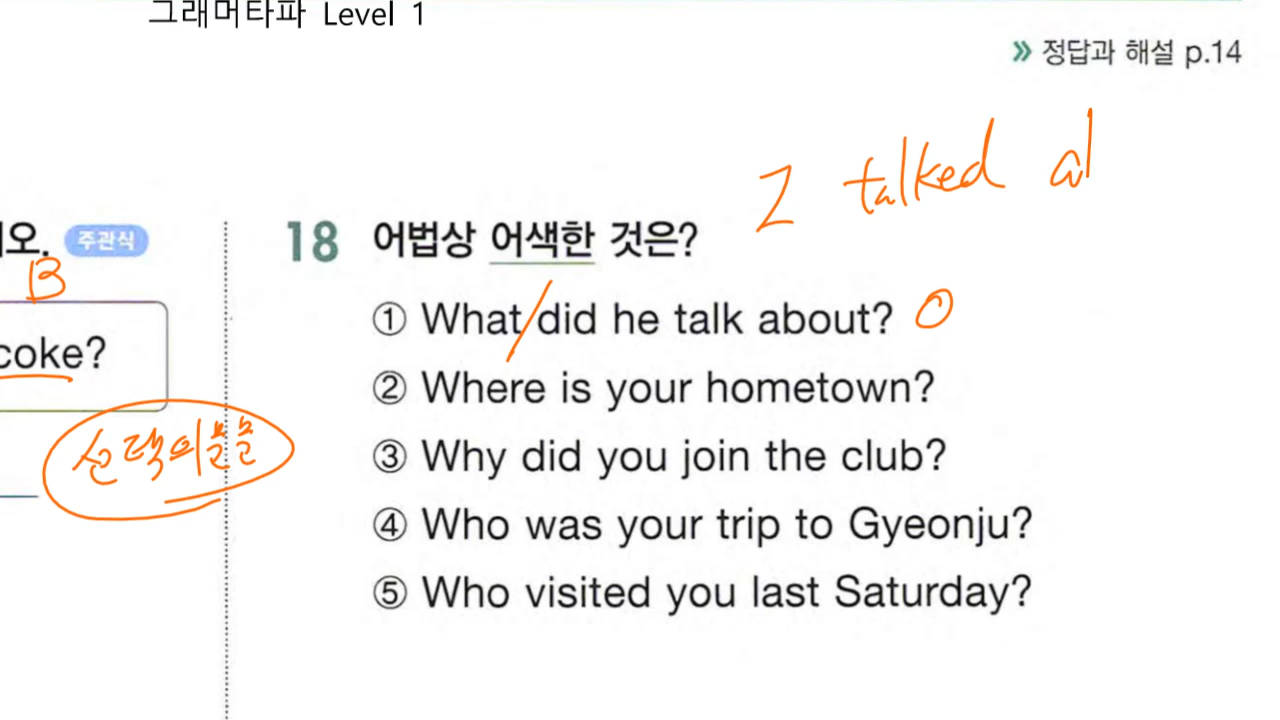 그래머타파 Level 1
정답과 해설 p.14
I talked al
오. 주관식
B
coke?
선택의문문
18 어법상 어색한 것은?
① What did he talk about? O
② Where is your hometown?
③ Why did you join the club?
④ Who was your trip to Gyeonju?
⑤ Who visited you last Saturday?